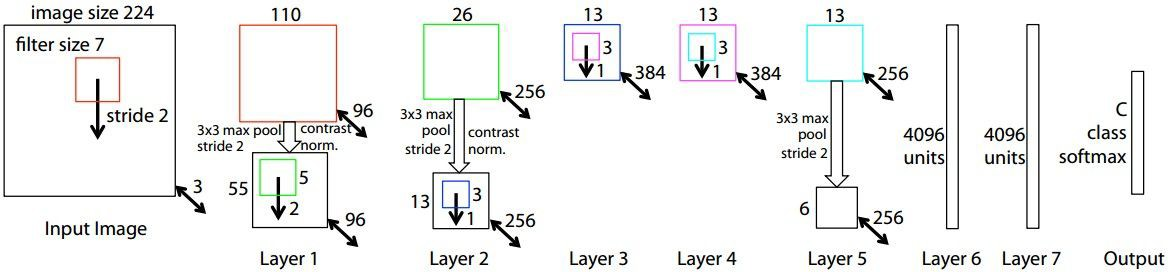 image size 224
filter size 7
stride 2
3
Input Image
110
96
3x3 max pool
stride 2
contrast
norm.
55
5
2
96
Layer 1
26
256
3x3 max
pool
stride 2
contrast
norm.
13
3
1
256
Layer 2
13
3
1
384
Layer 3
13
3
1
384
Layer 4
13
256
3x3 max
pool
stride 2
6
256
Layer 5
4096
units
Layer 6
4096
units
Layer 7
C
class
softmax
Output